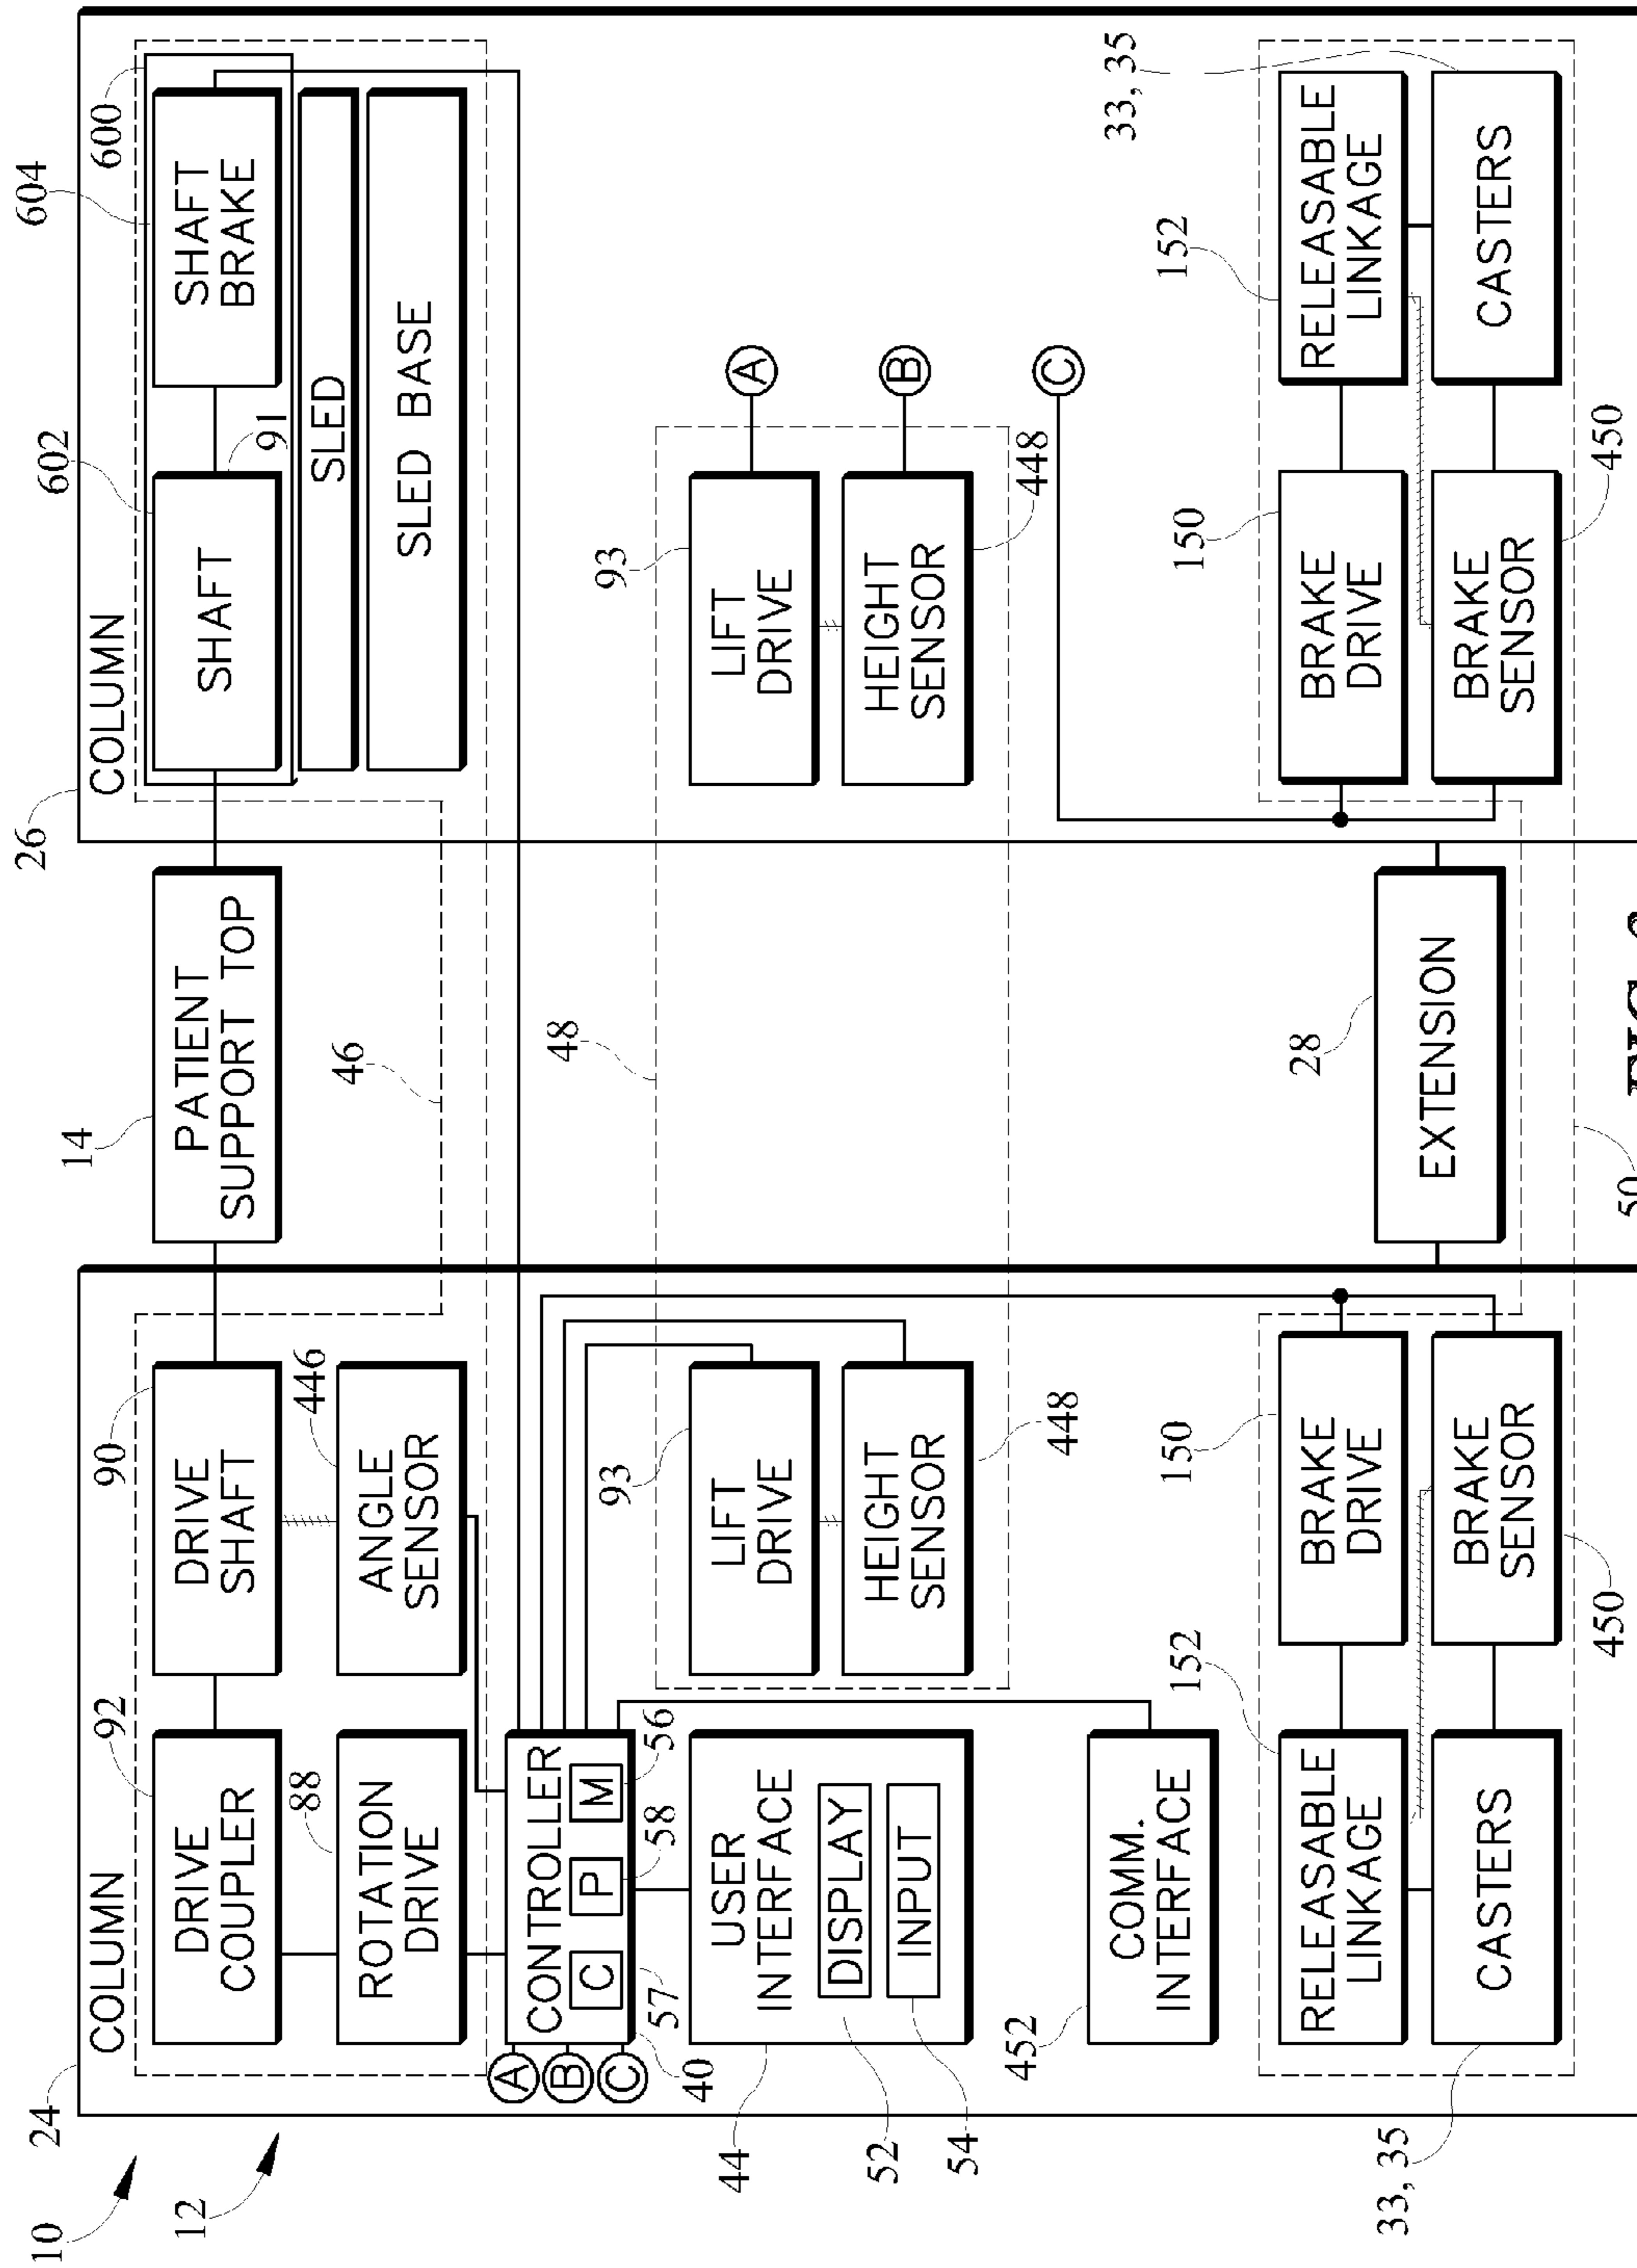 10
12
24
COLUMN
92
DRIVE
COUPLER
90
DRIVE
SHAFT
88
ROTATION
DRIVE
446
ANGLE
SENSOR
14
PATIENT
SUPPORT TOP
46
26
COLUMN
602
SHAFT
91
604
SHAFT
BRAKE
600
SLED
SLED BASE
A
B
C
CONTROLLER
C
P
M
40
57
58
56
44
USER
INTERFACE
DISPLAY
INPUT
52
54
93
LIFT
DRIVE
HEIGHT
SENSOR
448
48
93
LIFT
DRIVE
HEIGHT
SENSOR
448
A
B
C
452
COMM.
INTERFACE
152
RELEASABLE
LINKAGE
150
BRAKE
DRIVE
CASTERS
33, 35
BRAKE
SENSOR
450
28
EXTENSION
50
150
BRAKE
DRIVE
152
RELEASABLE
LINKAGE
BRAKE
SENSOR
450
CASTERS
33, 35